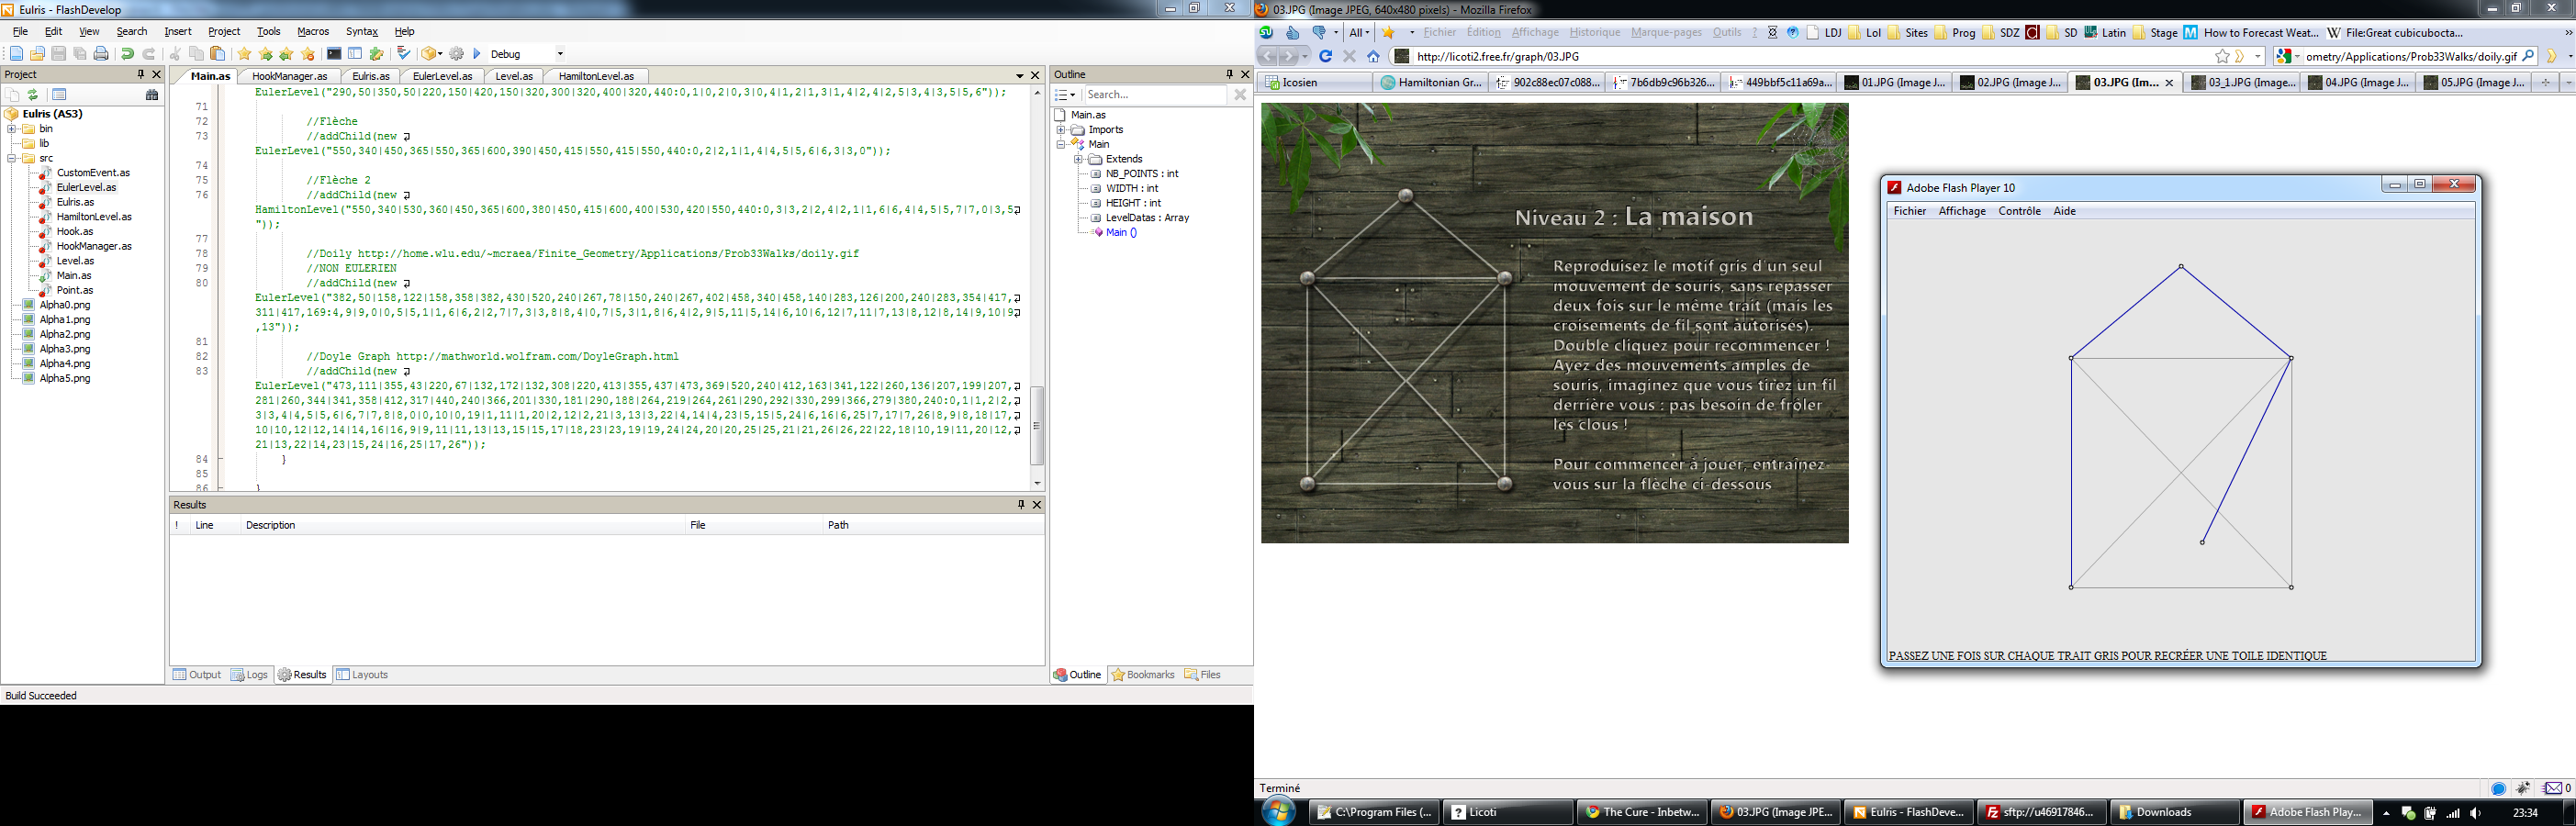 Eulris - FlashDevelop
File Edit View Search Insert Project Tools Macros Syntax Help
Debug
Project
Eulris (AS3)
bin
lib
src
CustomEvent.as
EulerLevel.as
Eulris.as
HamiltonLevel.as
Hook.as
HookManager.as
Level.as
Main.as
Point.as
Alpha0.png
Alpha1.png
Alpha2.png
Alpha3.png
Alpha4.png
Alpha5.png
Main.as HookManager.as Eulris.as EulerLevel.as Level.as HamiltonLevel.as
EulerLevel("290,50|350,50|220,150|420,150|320,300|320,400|320,440:0,1|0,2|0,3|0,4|1,2|1,3|1,4|2,4|2,5|3,4|3,5|5,6"));
71
72 //Flèche
73 //addChild(new
EulerLevel("550,340|450,365|550,365|600,390|450,415|550,415|550,440:0,2|2,1|1,4|4,5|5,6|6,3|3,0"));
74
75 //Flèche 2
76 //addChild(new
HamiltonLevel("550,340|530,360|450,365|600,380|450,415|600,400|530,420|550,440:0,3|3,2|2,4|2,1|1,6|6,4|4,5|5,7|7,0|3,5
"));
77
78 //Doily http://home.wlu.edu/~mcraea/Finite_Geometry/Applications/Prob33Walks/doily.gif
79 //NON EULERIEN
80 //addChild(new
EulerLevel("382,50|158,122|158,358|382,430|520,240|267,78|150,240|267,402|458,340|458,140|283,126|200,240|283,354|417,
311|417,169:4,9|9,0|0,5|5,1|1,6|6,2|2,7|7,3|3,8|8,4|0,7|5,3|1,8|6,4|2,9|5,11|5,14|6,10|6,12|7,11|7,13|8,12|8,14|9,10|9
,13"));
81
82 //Doyle Graph http://mathworld.wolfram.com/DoyleGraph.html
83 //addChild(new
EulerLevel("473,111|355,43|220,67|132,172|132,308|220,413|355,437|473,369|520,240|412,163|341,122|260,136|207,199|207,
281|260,344|341,358|412,317|440,240|366,201|330,181|290,188|264,219|264,261|290,292|330,299|366,279|380,240:0,1|1,2|2,
3|3,4|4,5|5,6|6,7|7,8|8,0|0,10|0,19|1,11|1,20|2,12|2,21|3,13|3,22|4,14|4,23|5,15|5,24|6,16|6,25|7,17|7,26|8,9|8,18|17,
10|10,12|12,14|14,16|16,9|9,11|11,13|13,15|15,17|18,23|23,19|19,24|24,20|20,25|25,21|21,26|26,22|22,18|10,19|11,20|12,
21|13,22|14,23|15,24|16,25|17,26"));
84 }
85
86 }
Outline
Search...
Main.as
Imports
Main
Extends
NB_POINTS : int
WIDTH : int
HEIGHT : int
LevelDatas : Array
Main ()
Results
! Line Description File Path
Output Logs Results Layouts
Outline Bookmarks Files
Build Succeeded
03.JPG (Image JPEG, 640x480 pixels) - Mozilla Firefox
All Fichier Édition Affichage Historique Marque-pages Outils ? LDJ Lol Sites Prog SDZ SD Latin Stage How to Forecast Weat... File:Great cubicubocta...
http://licoti2.free.fr/graph/03.JPG
ometry/Applications/Prob33Walks/doily.gif
Icosien Hamiltonian Gr... 902c88ec07c088... 7b6db9c96b326... 449bbf5c11a69a... 01.JPG (Image J... 02.JPG (Image J... 03.JPG (Im... 03_1.JPG (Image... 04.JPG (Image J... 05.JPG (Image J...
Niveau 2 : La maison
Reproduisez le motif gris d'un seul
mouvement de souris, sans repasser
deux fois sur le même trait (mais les
croisements de fil sont autorisés).
Double cliquez pour recommencer !
Ayez des mouvements amples de
souris, imaginez que vous tirez un fil
derrière vous : pas besoin de frôler
les clous !
Pour commencer à jouer, entraînez-
vous sur la flèche ci-dessous
Adobe Flash Player 10
Fichier Affichage Contrôle Aide
PASSEZ UNE FOIS SUR CHAQUE TRAIT GRIS POUR RECRÉER UNE TOILE IDENTIQUE
Terminé
0
C:\Program Files (... Licoti The Cure - Inbetw... 03.JPG (Image JPE... Eulris - FlashDeve... sftp://u46917846... Downloads Adobe Flash Play... 23:34